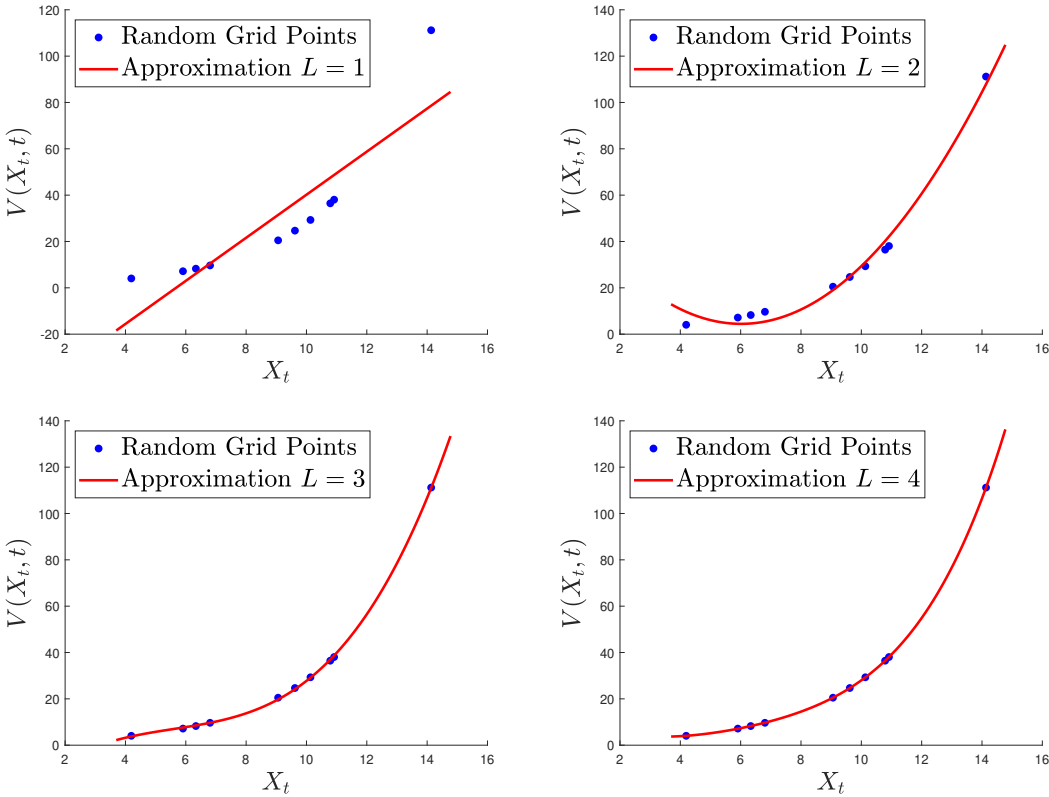 120
100
80
60
40
20
0
-20
2 4 6 8 10 12 14 16
V(X_t, t)
X_t
Random Grid Points
Approximation L = 1
140
120
100
80
60
40
20
0
2 4 6 8 10 12 14 16
V(X_t, t)
X_t
Random Grid Points
Approximation L = 2
140
120
100
80
60
40
20
0
2 4 6 8 10 12 14 16
V(X_t, t)
X_t
Random Grid Points
Approximation L = 3
140
120
100
80
60
40
20
0
2 4 6 8 10 12 14 16
V(X_t, t)
X_t
Random Grid Points
Approximation L = 4